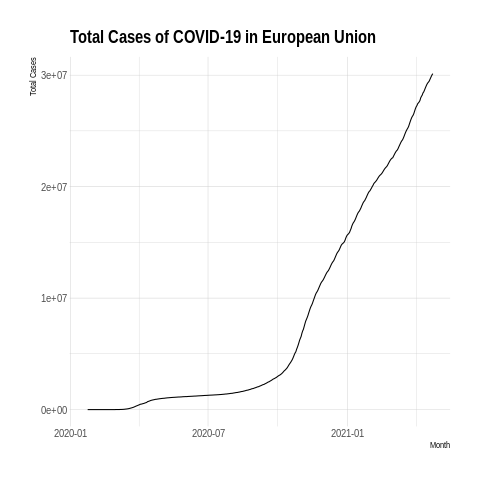 Total Cases of COVID-19 in European Union
Total Cases
3e+07
2e+07
1e+07
0e+00
2020-01 2020-07 2021-01
Month